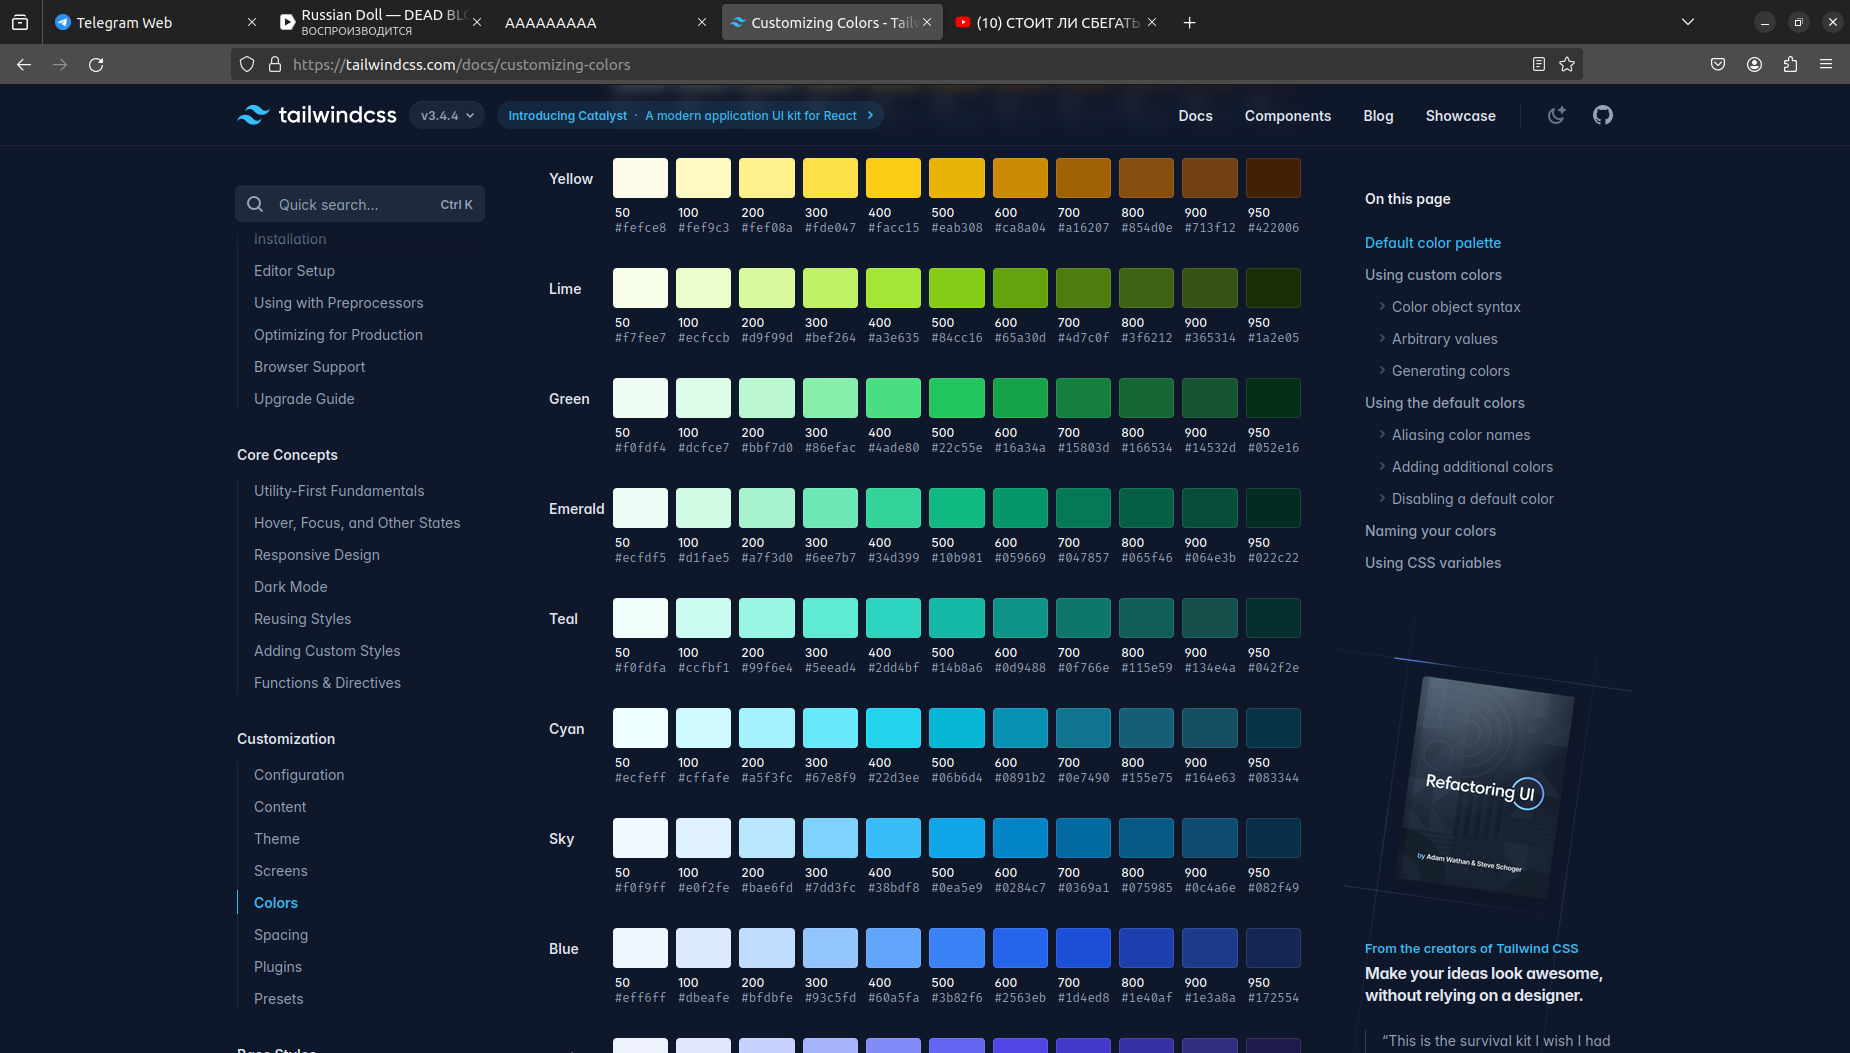 Telegram Web
Russian Doll — DEAD BL
ВОСПРОИЗВОДИТСЯ
AAAAAAAAA
Customizing Colors - Tail
(10) СТОИТ ЛИ СБЕГАТЬ
https://tailwindcss.com/docs/customizing-colors
tailwindcss
v3.4.4
Introducing Catalyst · A modern application UI kit for React
Docs
Components
Blog
Showcase
Quick search...
Ctrl K
Installation
Editor Setup
Using with Preprocessors
Optimizing for Production
Browser Support
Upgrade Guide
Core Concepts
Utility-First Fundamentals
Hover, Focus, and Other States
Responsive Design
Dark Mode
Reusing Styles
Adding Custom Styles
Functions & Directives
Customization
Configuration
Content
Theme
Screens
Colors
Spacing
Plugins
Presets
Base Styles
Yellow
50 100 200 300 400 500 600 700 800 900 950
#fefce8 #fef9c3 #fef08a #fde047 #facc15 #eab308 #ca8a04 #a16207 #854d0e #713f12 #422006
Lime
50 100 200 300 400 500 600 700 800 900 950
#f7fee7 #ecfccb #d9f99d #bef264 #a3e635 #84cc16 #65a30d #4d7c0f #3f6212 #365314 #1a2e05
Green
50 100 200 300 400 500 600 700 800 900 950
#f0fdf4 #dcfce7 #bbf7d0 #86efac #4ade80 #22c55e #16a34a #15803d #166534 #14532d #052e16
Emerald
50 100 200 300 400 500 600 700 800 900 950
#ecfdf5 #d1fae5 #a7f3d0 #6ee7b7 #34d399 #10b981 #059669 #047857 #065f46 #064e3b #022c22
Teal
50 100 200 300 400 500 600 700 800 900 950
#f0fdfa #ccfbf1 #99f6e4 #5eead4 #2dd4bf #14b8a6 #0d9488 #0f766e #115e59 #134e4a #042f2e
Cyan
50 100 200 300 400 500 600 700 800 900 950
#ecfeff #cffafe #a5f3fc #67e8f9 #22d3ee #06b6d4 #0891b2 #0e7490 #155e75 #164e63 #083344
Sky
50 100 200 300 400 500 600 700 800 900 950
#f0f9ff #e0f2fe #bae6fd #7dd3fc #38bdf8 #0ea5e9 #0284c7 #0369a1 #075985 #0c4a6e #082f49
Blue
50 100 200 300 400 500 600 700 800 900 950
#eff6ff #dbeafe #bfdbfe #93c5fd #60a5fa #3b82f6 #2563eb #1d4ed8 #1e40af #1e3a8a #172554
On this page
Default color palette
Using custom colors
Color object syntax
Arbitrary values
Generating colors
Using the default colors
Aliasing color names
Adding additional colors
Disabling a default color
Naming your colors
Using CSS variables
Refactoring UI
by Adam Wathan & Steve Schoger
From the creators of Tailwind CSS
Make your ideas look awesome,
without relying on a designer.
“This is the survival kit I wish I had